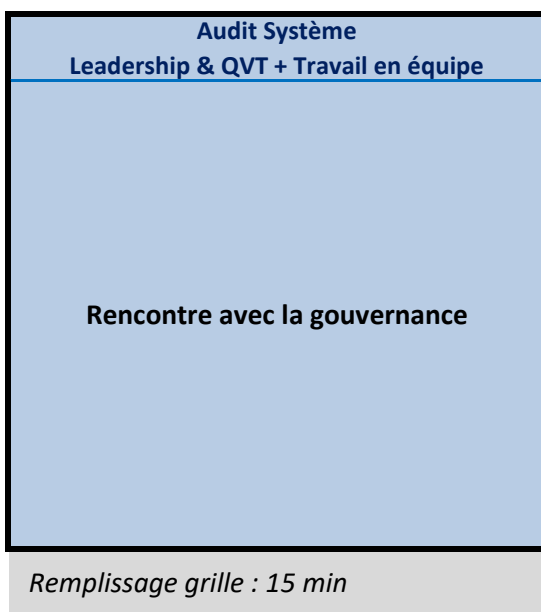 Audit Système
Leadership & QVT + Travail en équipe
Rencontre avec la gouvernance
Remplissage grille : 15 min